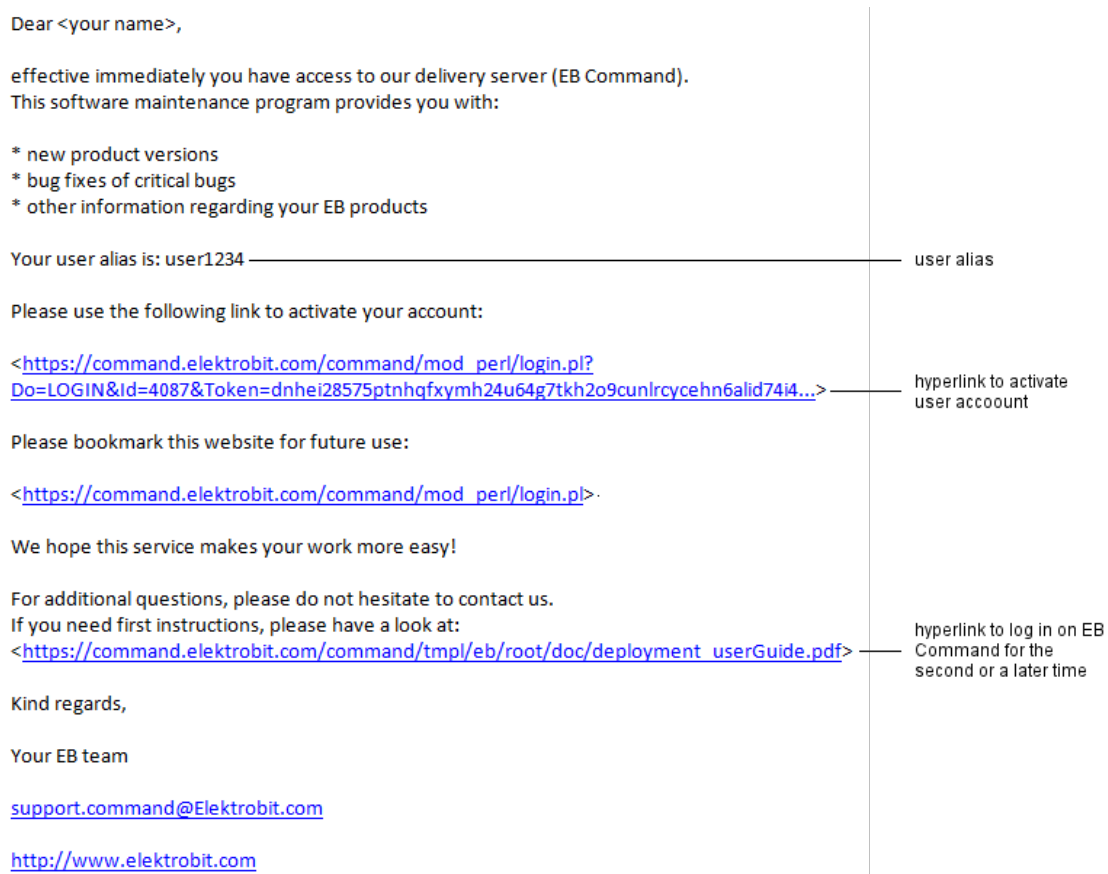 Dear <your name>,
effective immediately you have access to our delivery server (EB Command).
This software maintenance program provides you with:
* new product versions
* bug fixes of critical bugs
* other information regarding your EB products
Your user alias is: user1234
user alias
Please use the following link to activate your account:
<https://command.elektrobit.com/command/mod_perl/login.pl?
Do=LOGIN&Id=4087&Token=dnhei28575ptnhqfxymh24u64g7tkh2o9cunlrcycehn6alid74i4...>
hyperlink to activate
user accoount
Please bookmark this website for future use:
<https://command.elektrobit.com/command/mod_perl/login.pl>
We hope this service makes your work more easy!
For additional questions, please do not hesitate to contact us.
If you need first instructions, please have a look at:
<https://command.elektrobit.com/command/tmpl/eb/root/doc/deployment_userGuide.pdf>
hyperlink to log in on EB
Command for the
second or a later time
Kind regards,
Your EB team
support.command@Elektrobit.com
http://www.elektrobit.com